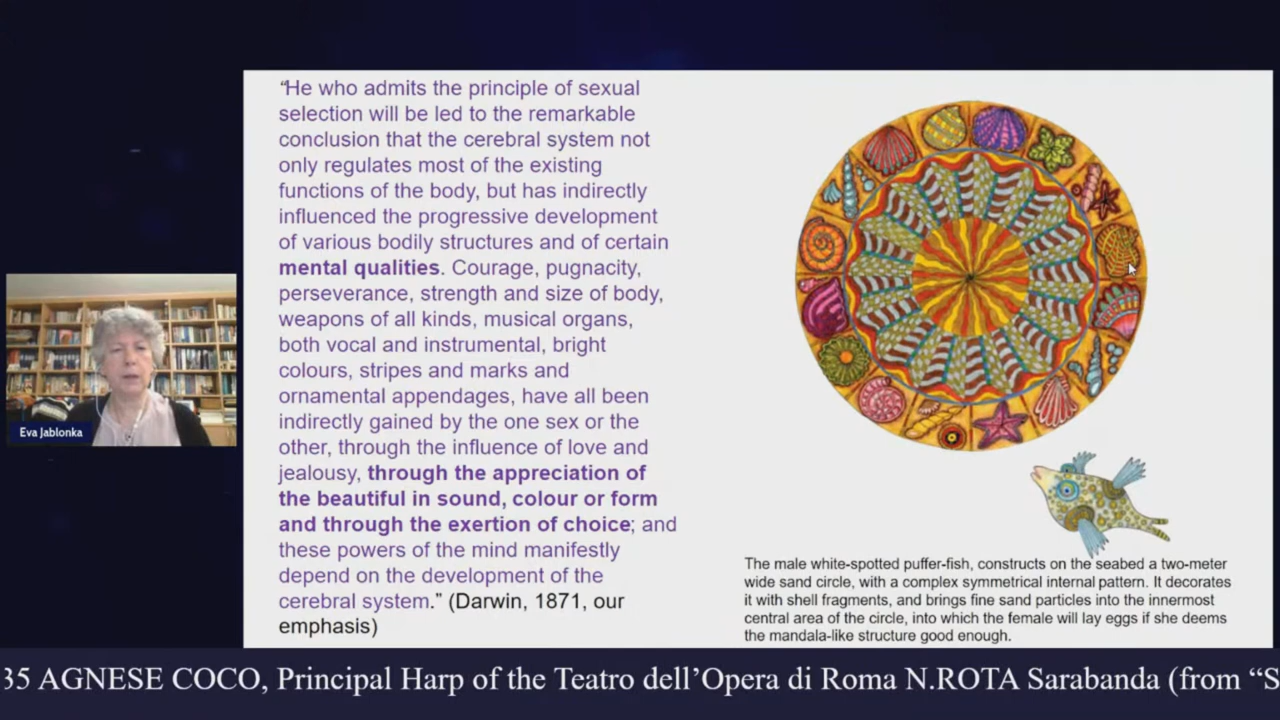 “He who admits the principle of sexual
selection will be led to the remarkable
conclusion that the cerebral system not
only regulates most of the existing
functions of the body, but has indirectly
influenced the progressive development
of various bodily structures and of certain
mental qualities. Courage, pugnacity,
perseverance, strength and size of body,
weapons of all kinds, musical organs,
both vocal and instrumental, bright
colours, stripes and marks and
ornamental appendages, have all been
indirectly gained by the one sex or the
other, through the influence of love and
jealousy, through the appreciation of
the beautiful in sound, colour or form
and through the exertion of choice; and
these powers of the mind manifestly
depend on the development of the
cerebral system.” (Darwin, 1871, our
emphasis)
The male white-spotted puffer-fish, constructs on the seabed a two-meter
wide sand circle, with a complex symmetrical internal pattern. It decorates
it with shell fragments, and brings fine sand particles into the innermost
central area of the circle, into which the female will lay eggs if she deems
the mandala-like structure good enough.
Eva Jablonka
35 AGNESE COCO, Principal Harp of the Teatro dell’Opera di Roma N.ROTA Sarabanda (from “S